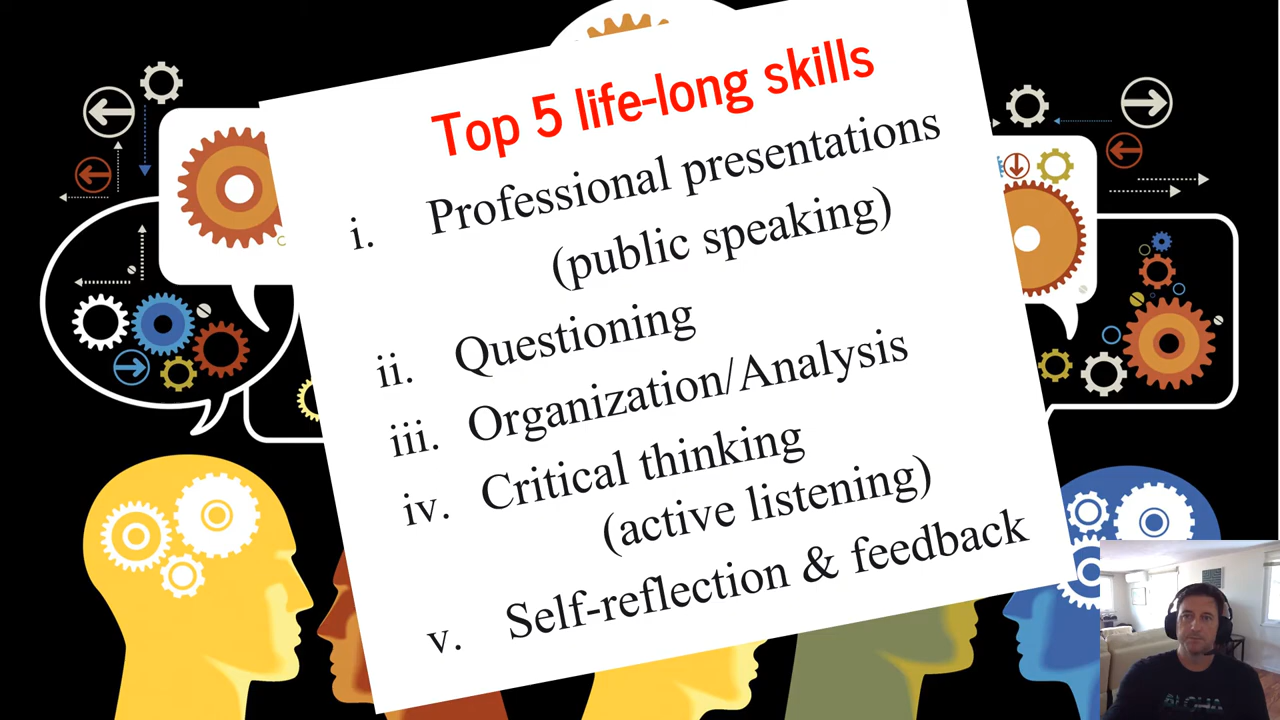 Top 5 life-long skills
i. Professional presentations
(public speaking)
ii. Questioning
iii. Organization/Analysis
iv. Critical thinking
(active listening)
v. Self-reflection & feedback
ALOHA